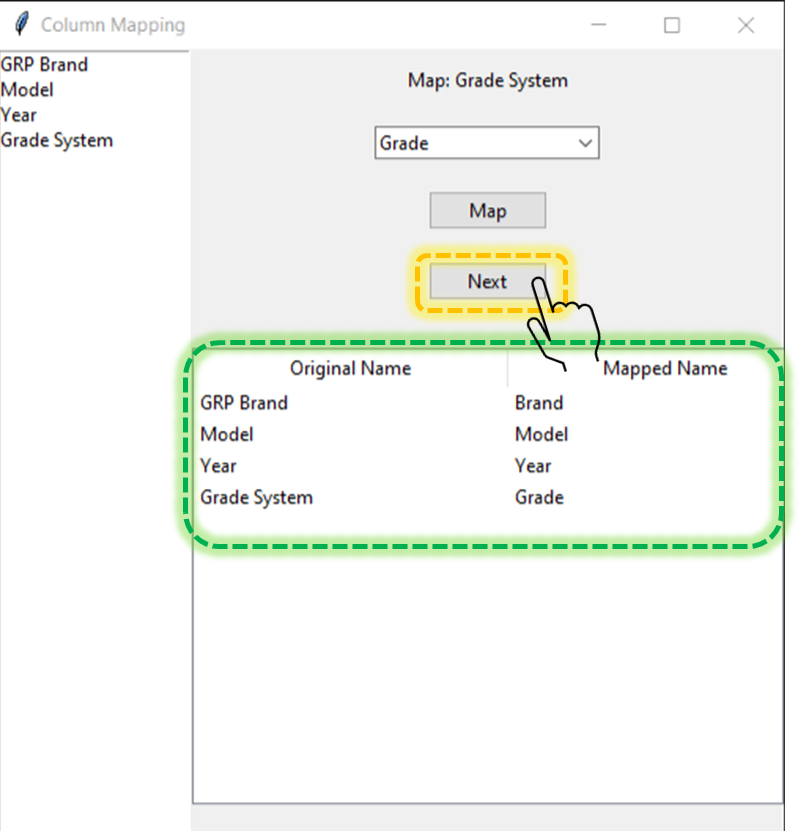 Column Mapping
GRP Brand
Model
Year
Grade System
Map: Grade System
Grade
Map
Next
Original Name Mapped Name
GRP Brand Brand
Model Model
Year Year
Grade System Grade